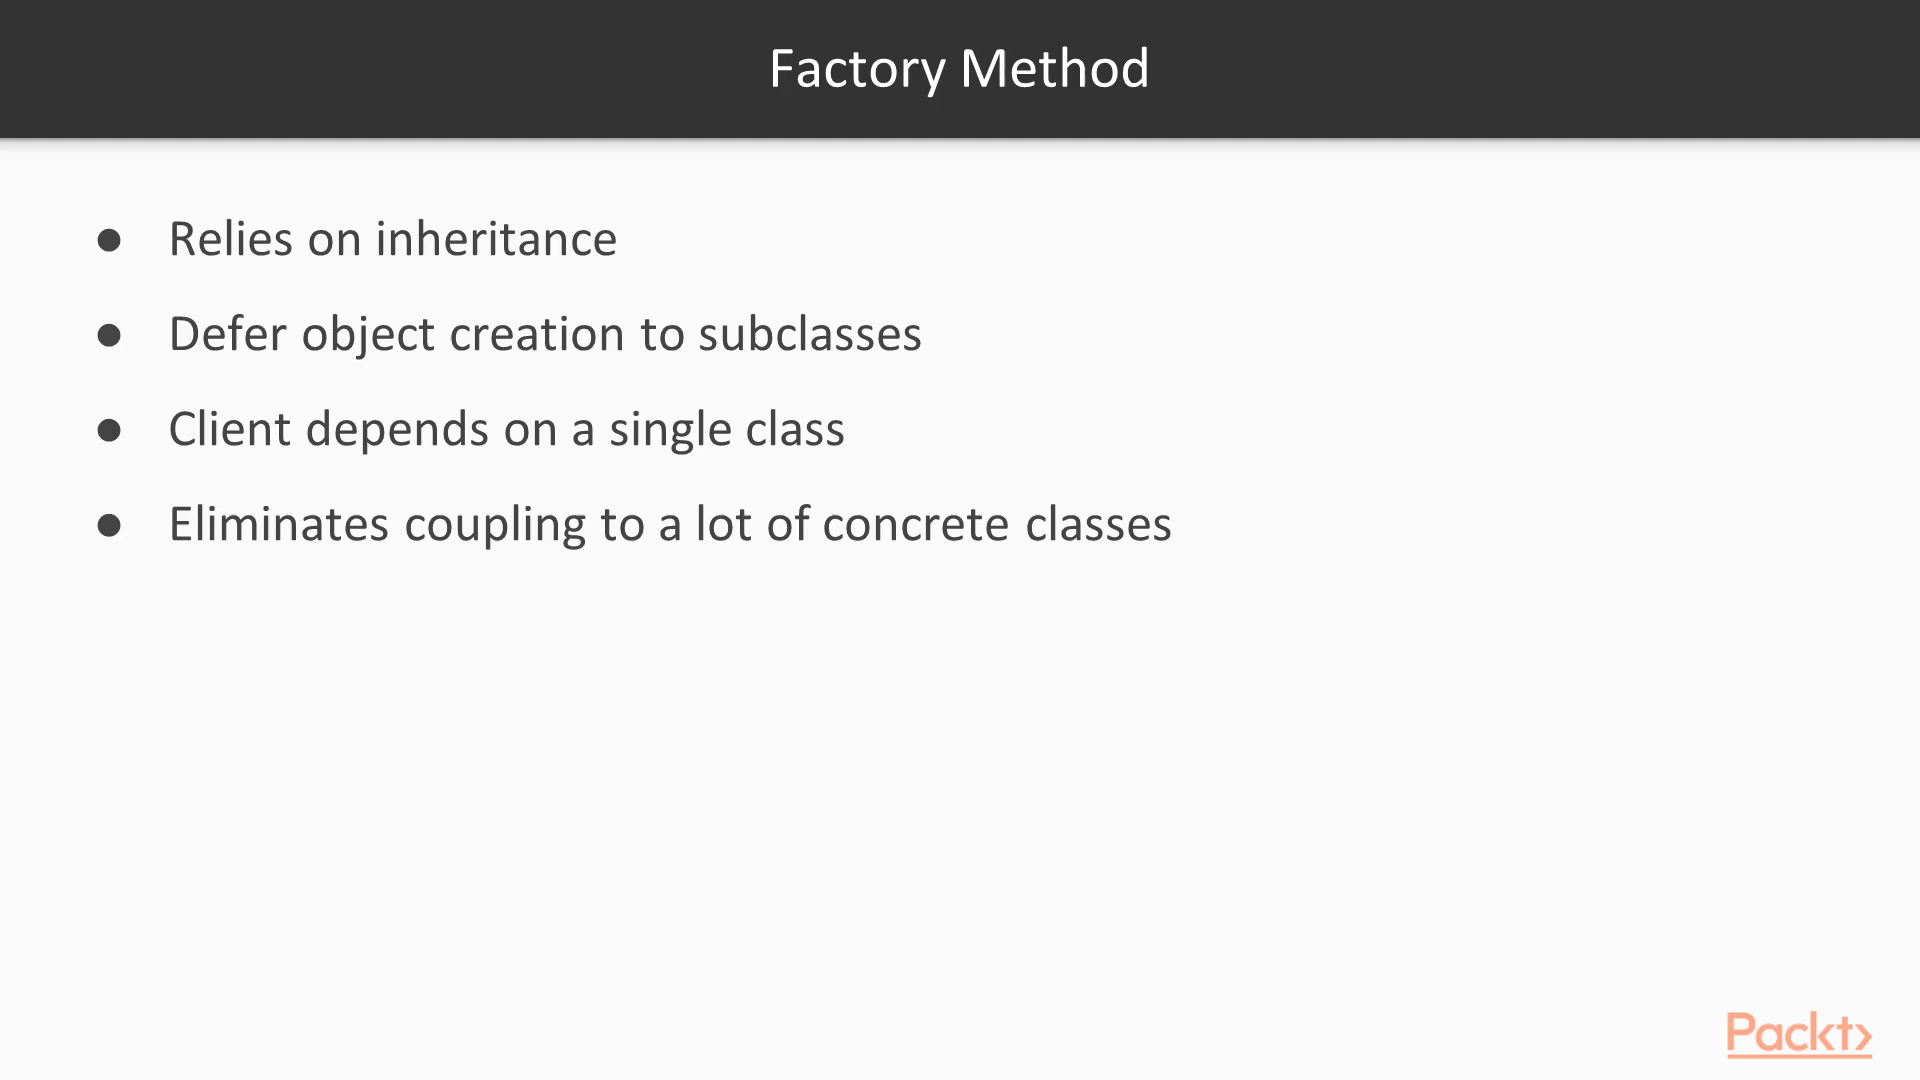 Factory Method
● Relies on inheritance
● Defer object creation to subclasses
● Client depends on a single class
● Eliminates coupling to a lot of concrete classes
Packt>